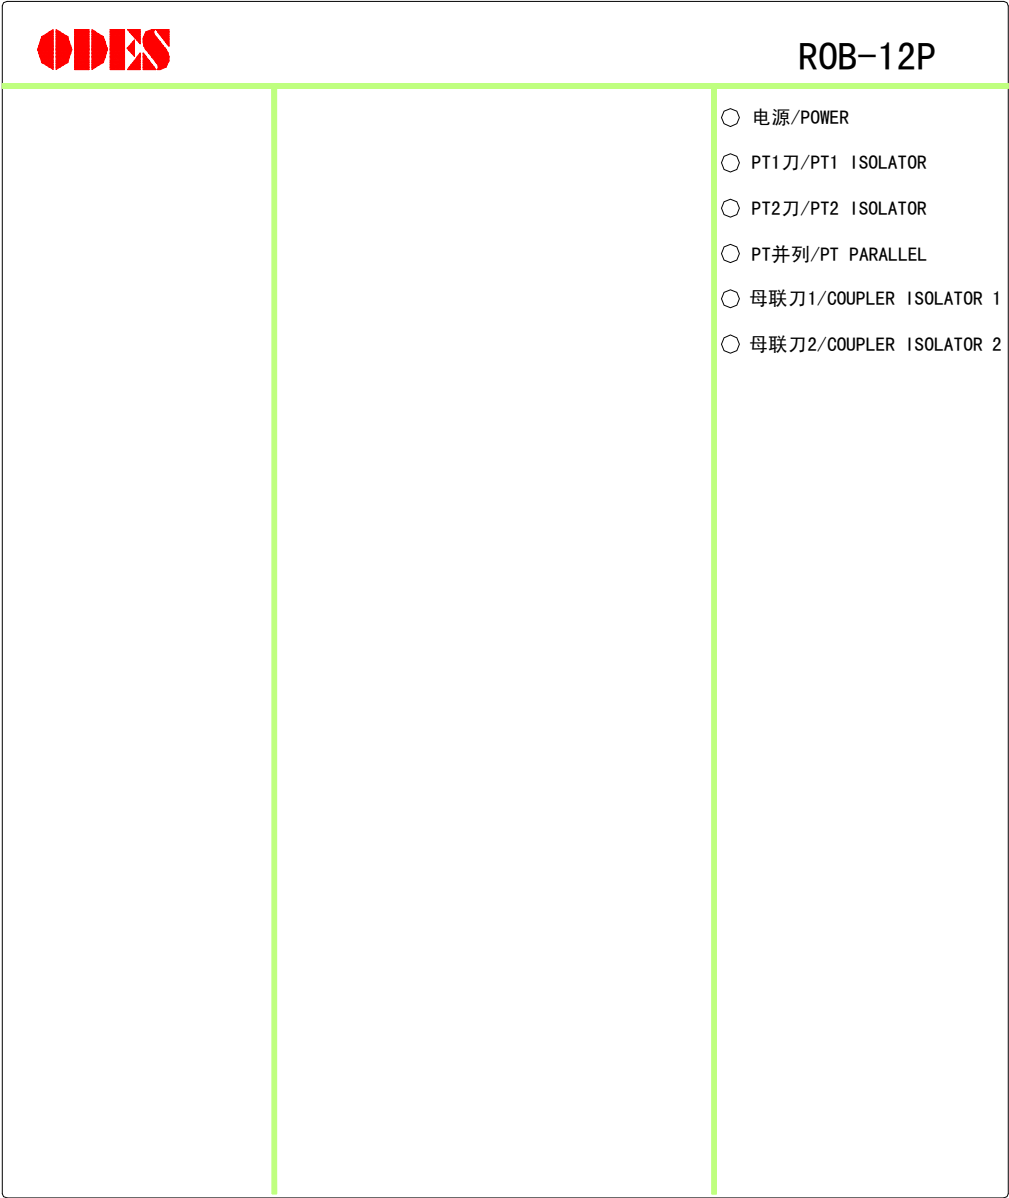 ODES
ROB-12P
电源/POWER
PT1刀/PT1 ISOLATOR
PT2刀/PT2 ISOLATOR
PT并列/PT PARALLEL
母联刀1/COUPLER ISOLATOR 1
母联刀2/COUPLER ISOLATOR 2